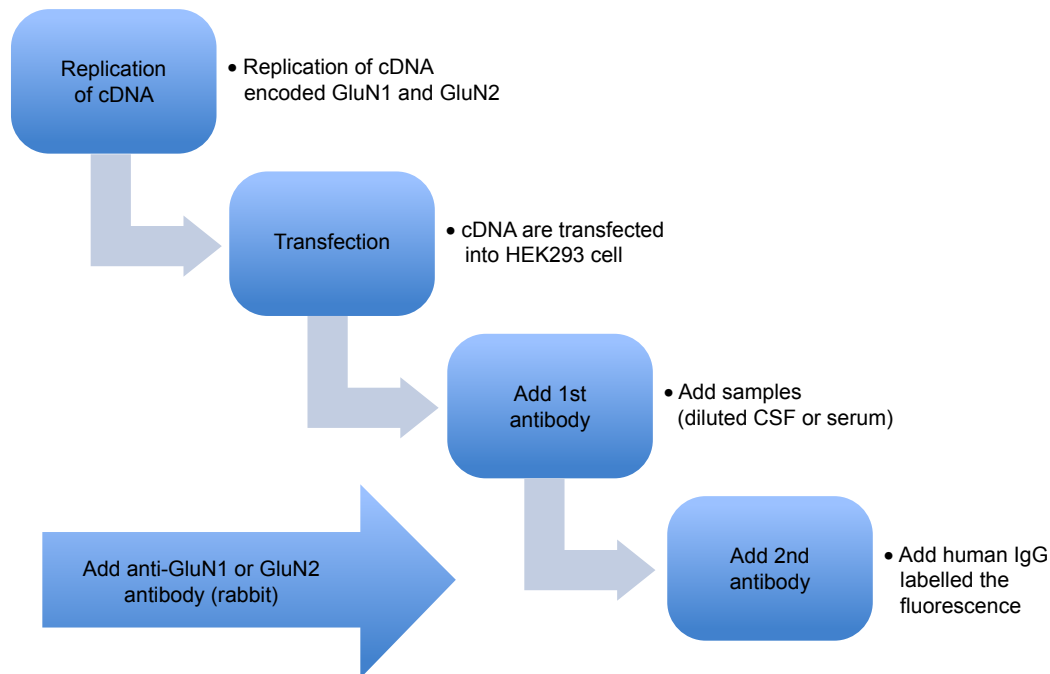 Replication
of cDNA
• Replication of cDNA
encoded GluN1 and GluN2
Transfection
• cDNA are transfected
into HEK293 cell
Add 1st
antibody
• Add samples
(diluted CSF or serum)
Add anti-GluN1 or GluN2
antibody (rabbit)
Add 2nd
antibody
• Add human IgG
labelled the
fluorescence